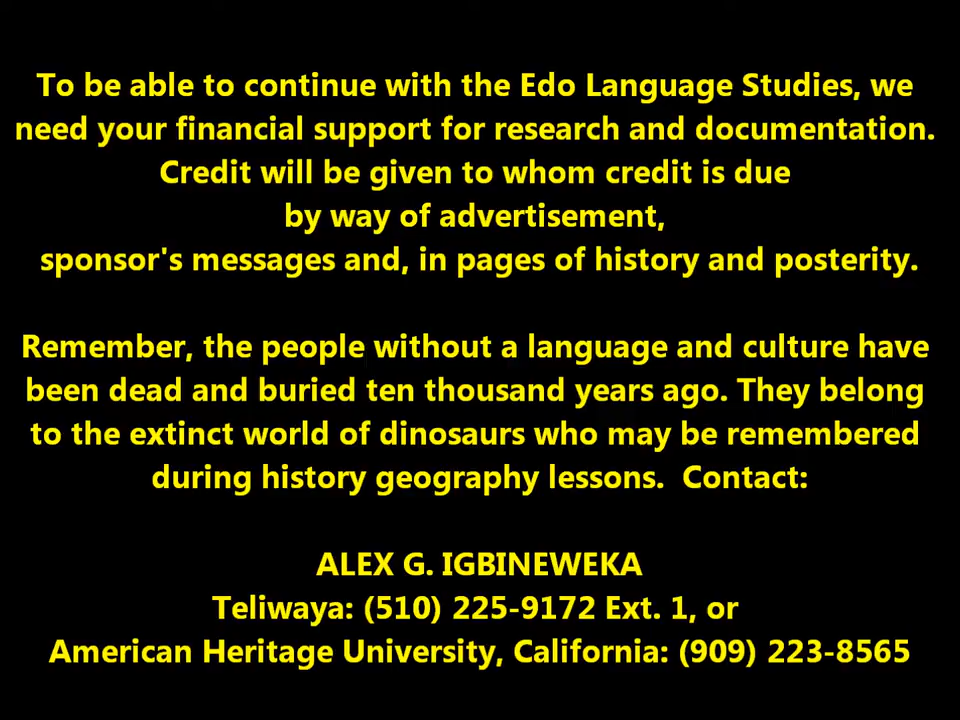 To be able to continue with the Edo Language Studies, we
need your financial support for research and documentation.
Credit will be given to whom credit is due
by way of advertisement,
sponsor's messages and, in pages of history and posterity.
Remember, the people without a language and culture have
been dead and buried ten thousand years ago. They belong
to the extinct world of dinosaurs who may be remembered
during history geography lessons.  Contact:
ALEX G. IGBINEWEKA
Teliwaya: (510) 225-9172 Ext. 1, or
American Heritage University, California: (909) 223-8565